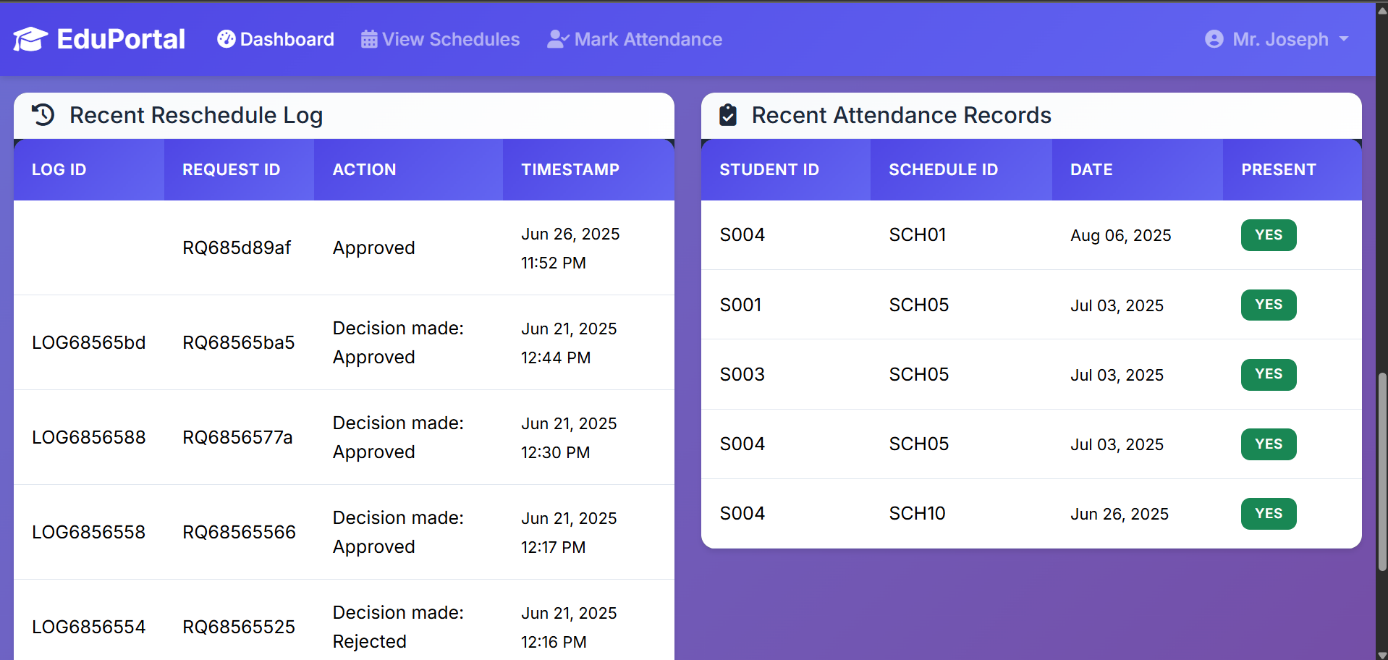 EduPortal Dashboard View Schedules Mark Attendance Mr. Joseph
Recent Reschedule Log
LOG ID REQUEST ID ACTION TIMESTAMP
RQ685d89af Approved Jun 26, 2025
11:52 PM
LOG68565bd RQ68565ba5 Decision made: Jun 21, 2025
Approved 12:44 PM
LOG6856588 RQ6856577a Decision made: Jun 21, 2025
Approved 12:30 PM
LOG6856558 RQ68565566 Decision made: Jun 21, 2025
Approved 12:17 PM
LOG6856554 RQ68565525 Decision made: Jun 21, 2025
Rejected 12:16 PM
Recent Attendance Records
STUDENT ID SCHEDULE ID DATE PRESENT
S004 SCH01 Aug 06, 2025 YES
S001 SCH05 Jul 03, 2025 YES
S003 SCH05 Jul 03, 2025 YES
S004 SCH05 Jul 03, 2025 YES
S004 SCH10 Jun 26, 2025 YES